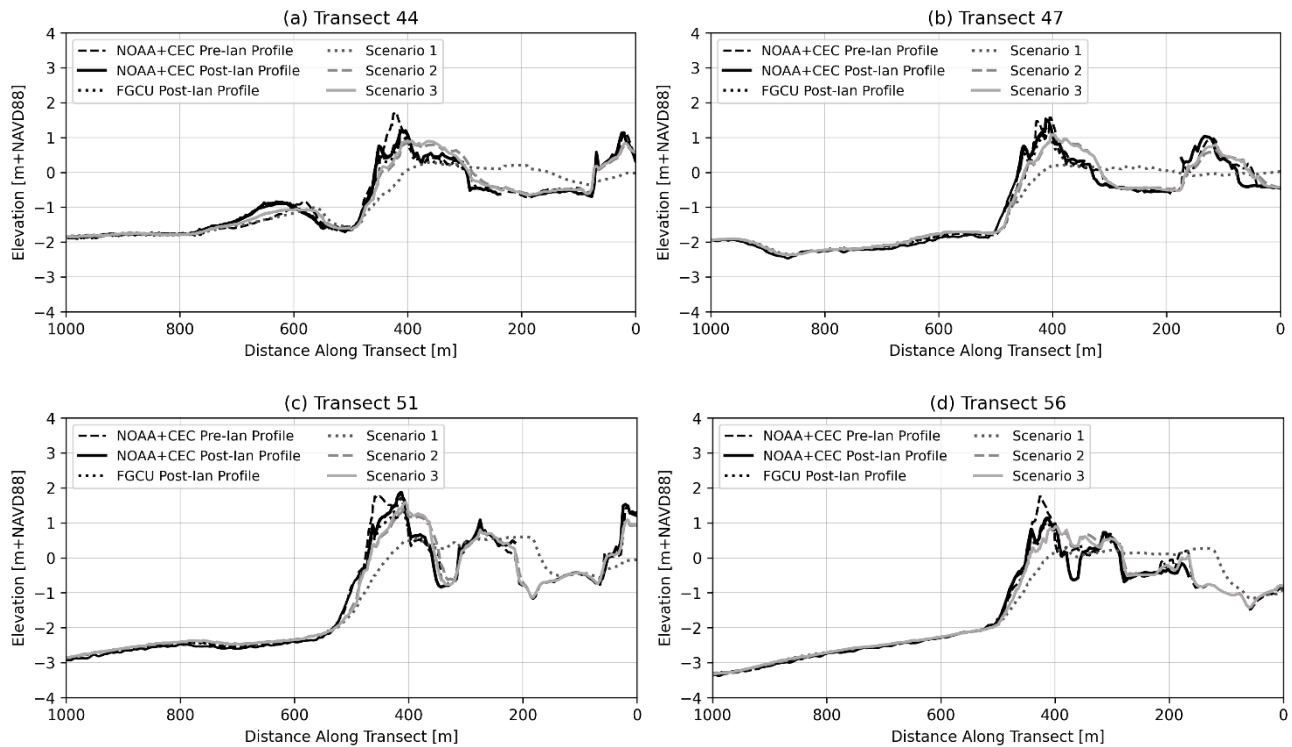 (a) Transect 44
NOAA+CEC Pre-Ian Profile
NOAA+CEC Post-Ian Profile
FGCU Post-Ian Profile
Scenario 1
Scenario 2
Scenario 3
Elevation [m+NAVD88]
4
3
2
1
0
−1
−2
−3
−4
1000 800 600 400 200 0
Distance Along Transect [m]
(b) Transect 47
NOAA+CEC Pre-Ian Profile
NOAA+CEC Post-Ian Profile
FGCU Post-Ian Profile
Scenario 1
Scenario 2
Scenario 3
Elevation [m+NAVD88]
4
3
2
1
0
−1
−2
−3
−4
1000 800 600 400 200 0
Distance Along Transect [m]
(c) Transect 51
NOAA+CEC Pre-Ian Profile
NOAA+CEC Post-Ian Profile
FGCU Post-Ian Profile
Scenario 1
Scenario 2
Scenario 3
Elevation [m+NAVD88]
4
3
2
1
0
−1
−2
−3
−4
1000 800 600 400 200 0
Distance Along Transect [m]
(d) Transect 56
NOAA+CEC Pre-Ian Profile
NOAA+CEC Post-Ian Profile
FGCU Post-Ian Profile
Scenario 1
Scenario 2
Scenario 3
Elevation [m+NAVD88]
4
3
2
1
0
−1
−2
−3
−4
1000 800 600 400 200 0
Distance Along Transect [m]